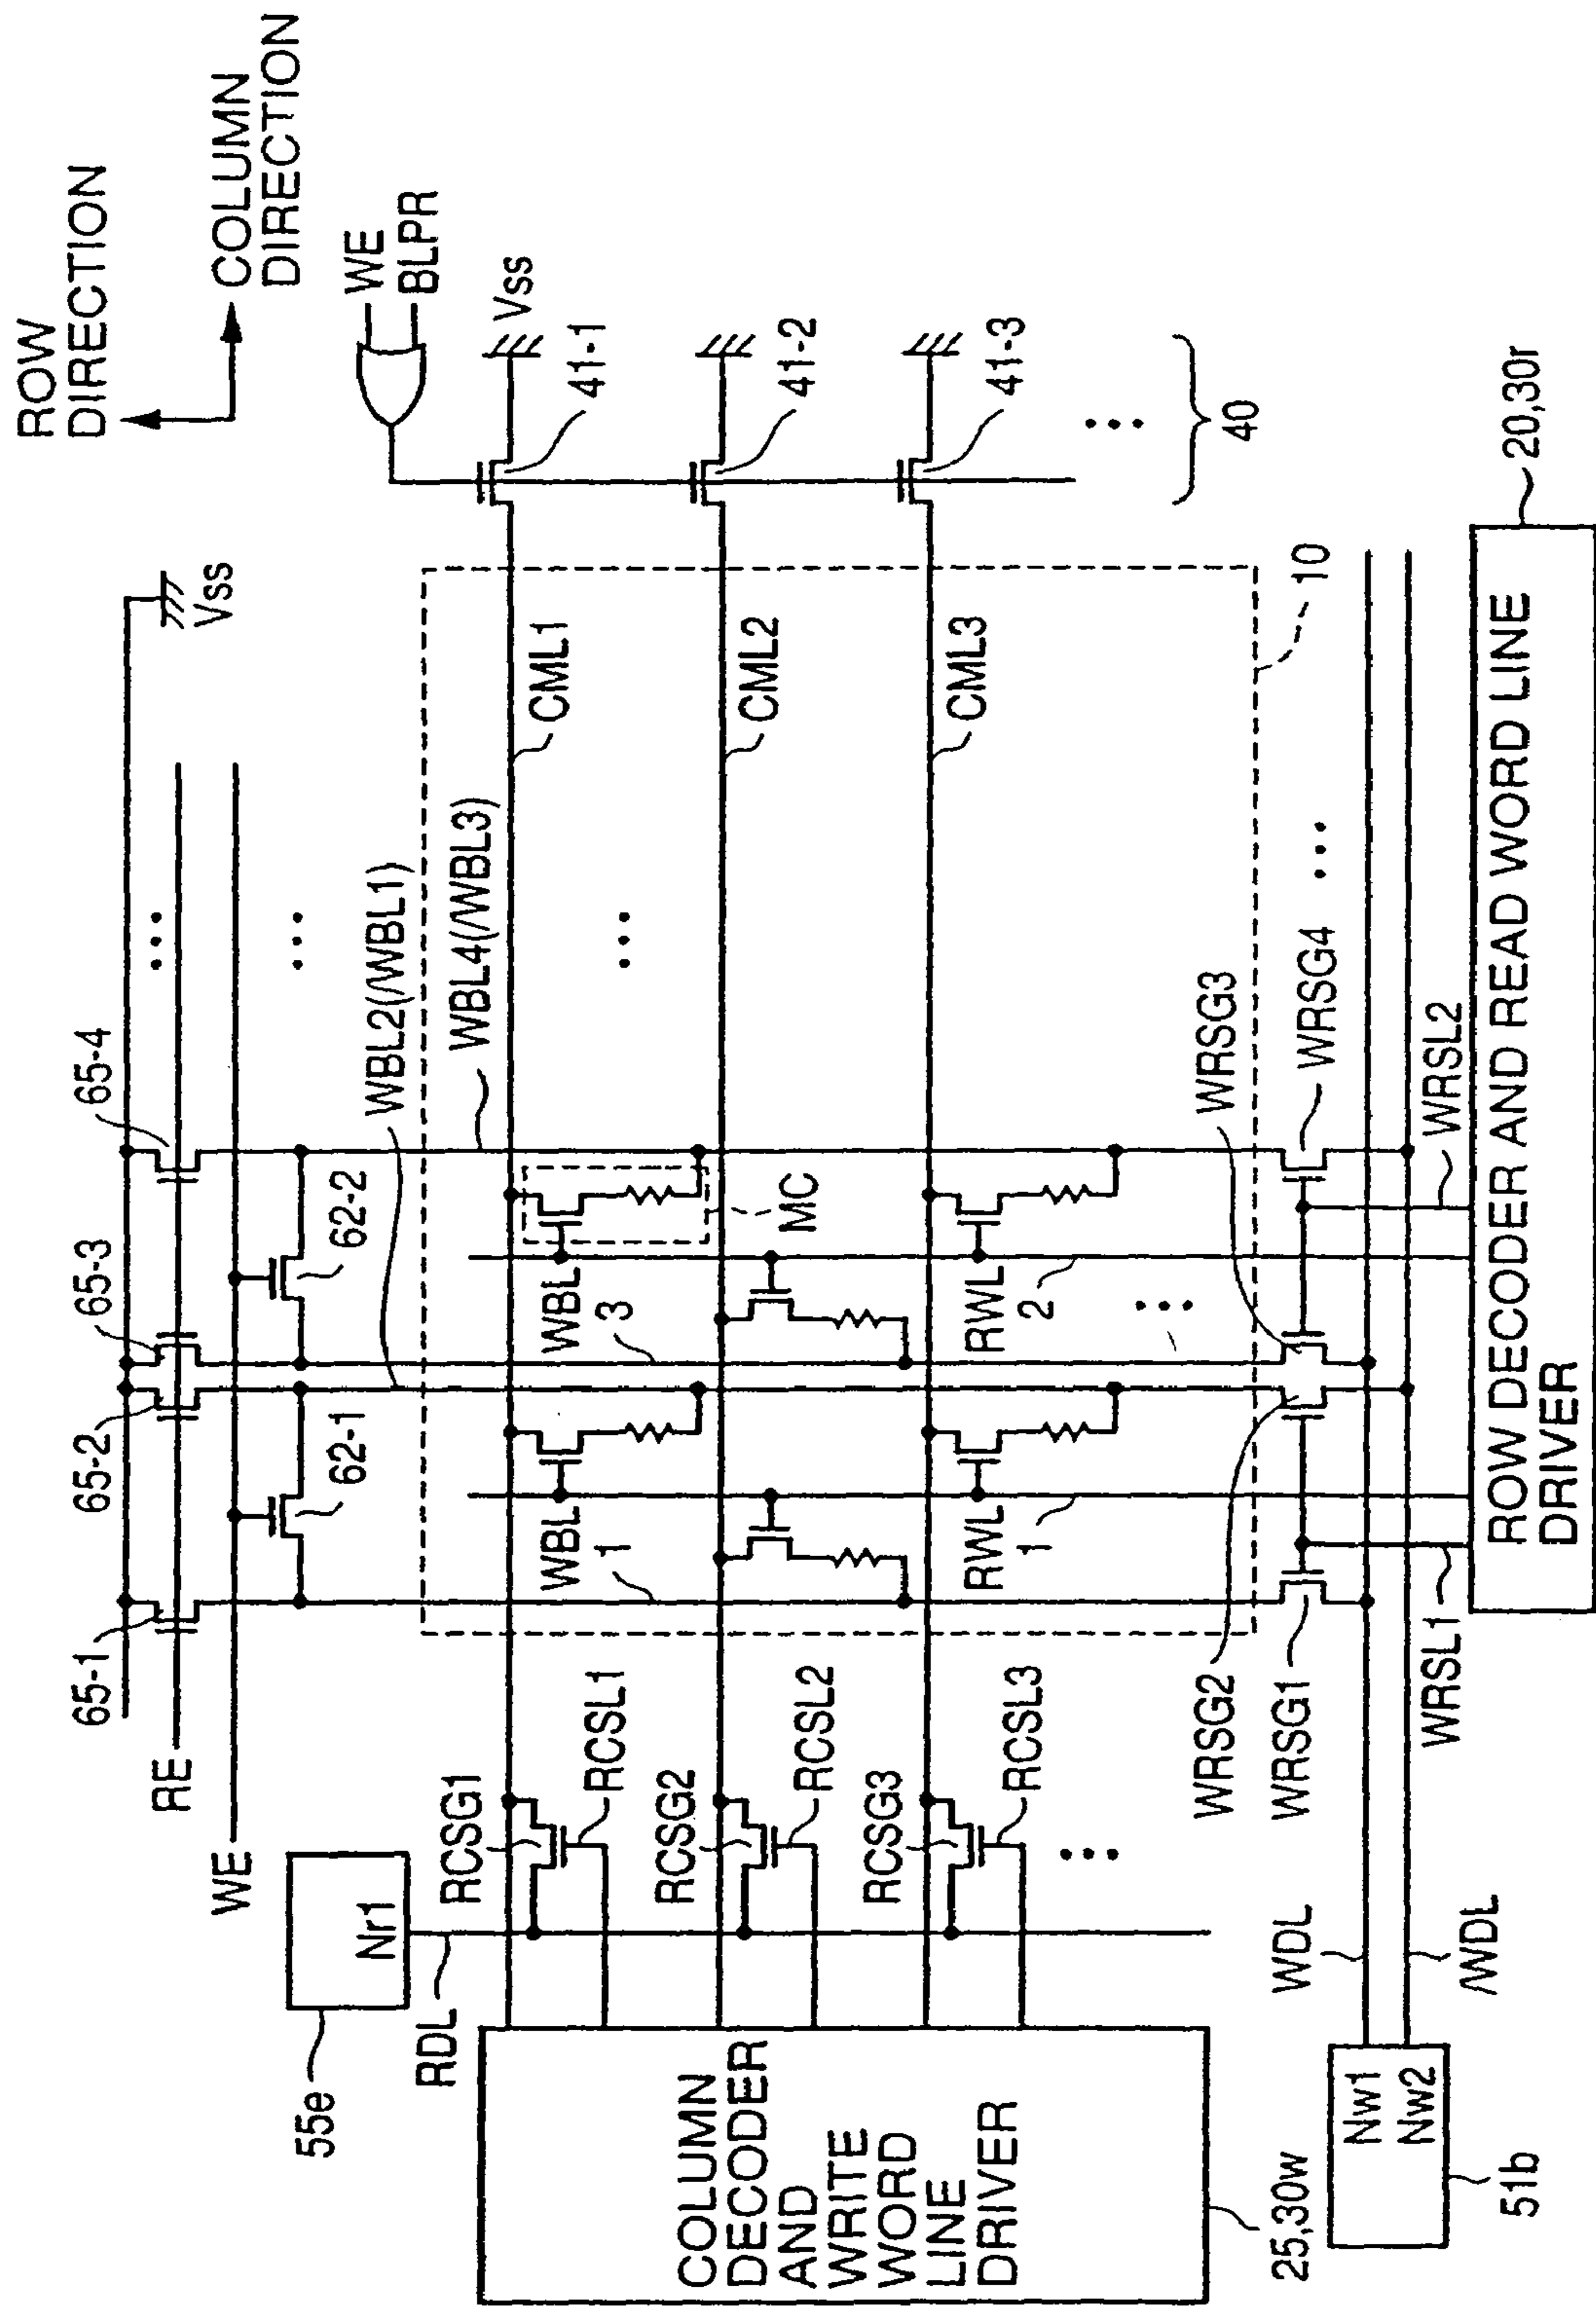 ROW
DIRECTION
COLUMN
DIRECTION
WE
BLPR
Vss
41-1
41-2
41-3
40
Vss
65-1
65-2
65-3
65-4
RE
WE
62-1
62-2
WBL2(/WBL1)
WBL4(/WBL3)
CML1
CML2
CML3
10
MC
WBL
1
WBL
3
RWL
1
RWL
2
55e
Nr1
RDL
RCSG1
RCSL1
RCSG2
RCSL2
RCSG3
RCSL3
COLUMN
DECODER
AND
WRITE
WORD
LINE
DRIVER
25,30w
WRSG1
WRSG2
WRSG3
WRSG4
WRSL1
WRSL2
WDL
/WDL
Nw1
Nw2
51b
ROW DECODER AND READ WORD LINE
DRIVER
20,30r